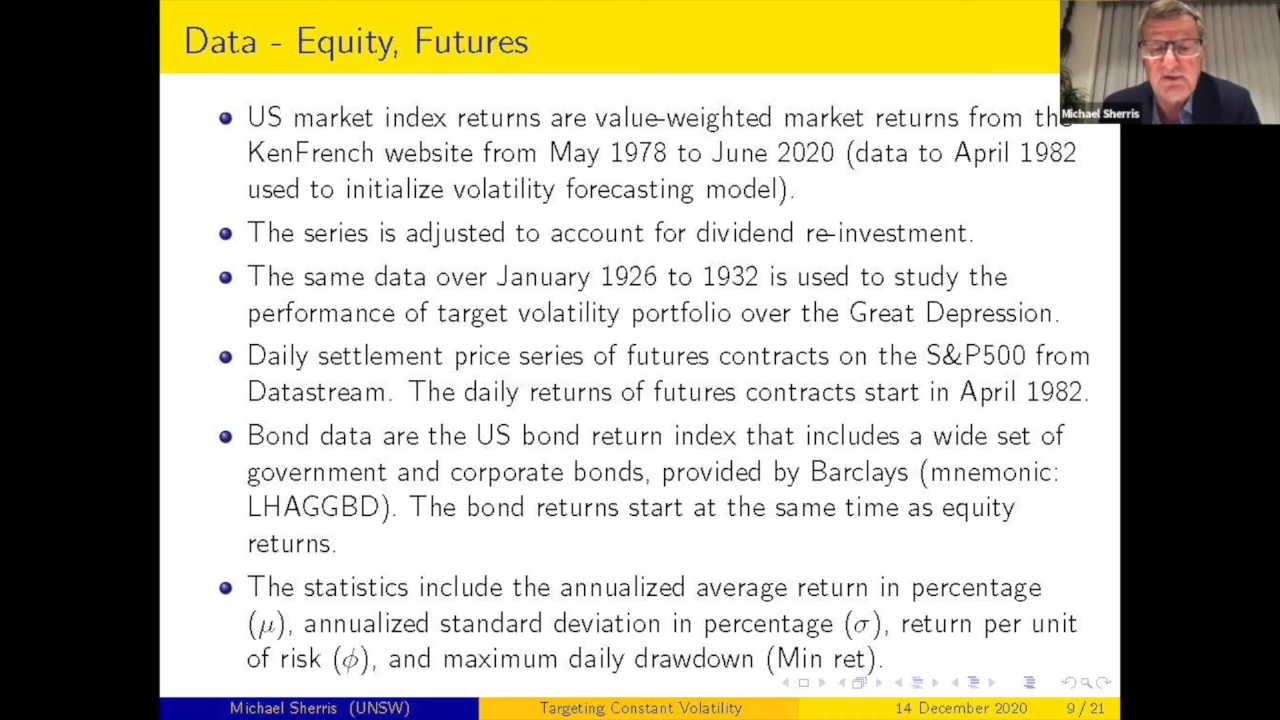 Data - Equity, Futures
US market index returns are value-weighted market returns from the
KenFrench website from May 1978 to June 2020 (data to April 1982
used to initialize volatility forecasting model).
The series is adjusted to account for dividend re-investment.
The same data over January 1926 to 1932 is used to study the
performance of target volatility portfolio over the Great Depression.
Daily settlement price series of futures contracts on the S&P500 from
Datastream. The daily returns of futures contracts start in April 1982.
Bond data are the US bond return index that includes a wide set of
government and corporate bonds, provided by Barclays (mnemonic:
LHAGGBD). The bond returns start at the same time as equity
returns.
The statistics include the annualized average return in percentage
(μ), annualized standard deviation in percentage (σ), return per unit
of risk (ϕ), and maximum daily drawdown (Min ret).
Michael Sherris (UNSW)
Targeting Constant Volatility
14 December 2020
9 / 21
Michael Sherris